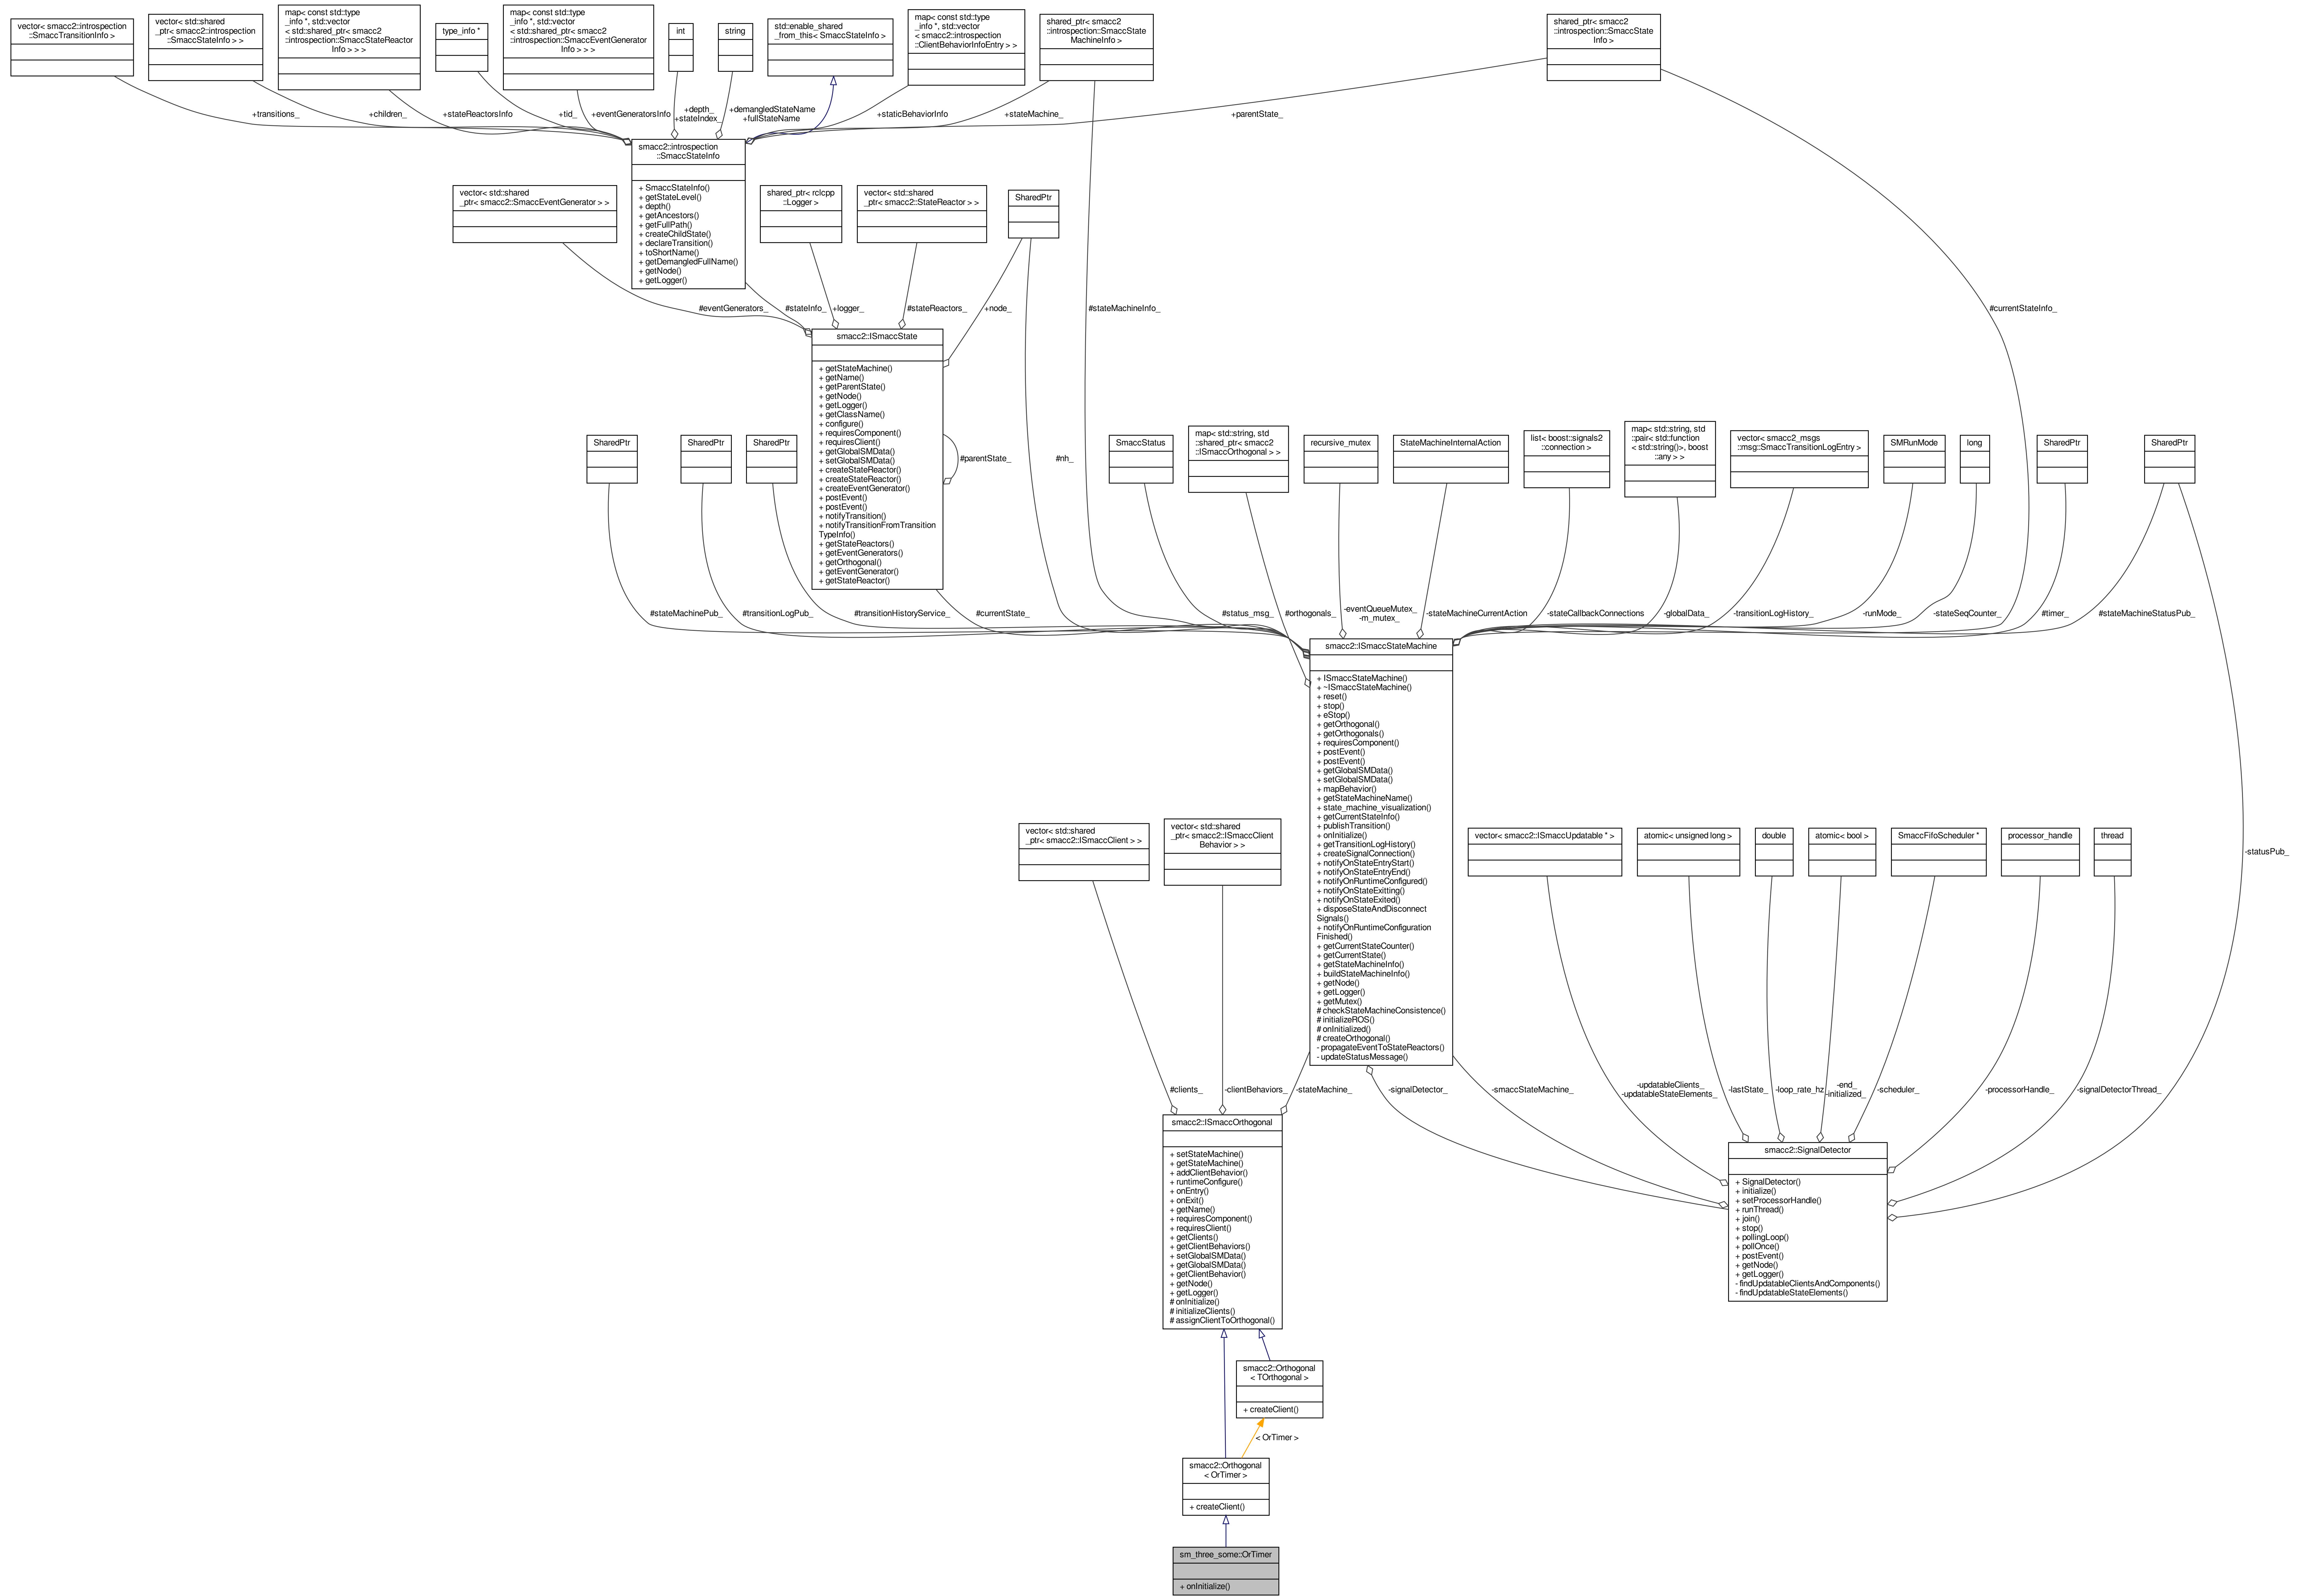 vector< smacc2::introspection
::SmaccTransitionInfo >
vector< std::shared
_ptr< smacc2::introspection
::SmaccStateInfo > >
map< const std::type
_info *, std::vector
< std::shared_ptr< smacc2
::introspection::SmaccStateReactor
Info > > >
type_info *
map< const std::type
_info *, std::vector
< std::shared_ptr< smacc2
::introspection::SmaccEventGenerator
Info > > >
int
string
std::enable_shared
_from_this< SmaccStateInfo >
map< const std::type
_info *, std::vector
< smacc2::introspection
::ClientBehaviorInfoEntry > >
shared_ptr< smacc2
::introspection::SmaccState
MachineInfo >
shared_ptr< smacc2
::introspection::SmaccState
Info >
+transitions_
+children_
+stateReactorsInfo
+tid_
+eventGeneratorsInfo
+depth_
+stateIndex_
+demangledStateName
+fullStateName
+staticBehaviorInfo
+stateMachine_
+parentState_
smacc2::introspection
::SmaccStateInfo
+ SmaccStateInfo()
+ getStateLevel()
+ depth()
+ getAncestors()
+ getFullPath()
+ createChildState()
+ declareTransition()
+ toShortName()
+ getDemangledFullName()
+ getNode()
+ getLogger()
vector< std::shared
_ptr< smacc2::SmaccEventGenerator > >
shared_ptr< rclcpp
::Logger >
vector< std::shared
_ptr< smacc2::StateReactor > >
SharedPtr
#eventGenerators_
#stateInfo_
+logger_
#stateReactors_
+node_
#stateMachineInfo_
#currentStateInfo_
smacc2::ISmaccState
+ getStateMachine()
+ getName()
+ getParentState()
+ getNode()
+ getLogger()
+ getClassName()
+ configure()
+ requiresComponent()
+ requiresClient()
+ getGlobalSMData()
+ setGlobalSMData()
+ createStateReactor()
+ createStateReactor()
+ createEventGenerator()
+ postEvent()
+ postEvent()
+ notifyTransition()
+ notifyTransitionFromTransition
TypeInfo()
+ getStateReactors()
+ getEventGenerators()
+ getOrthogonal()
+ getEventGenerator()
+ getStateReactor()
#parentState_
#nh_
SharedPtr
SharedPtr
SharedPtr
SmaccStatus
map< std::string, std
::shared_ptr< smacc2
::ISmaccOrthogonal > >
recursive_mutex
StateMachineInternalAction
list< boost::signals2
::connection >
map< std::string, std
::pair< std::function
< std::string()>, boost
::any > >
vector< smacc2_msgs
::msg::SmaccTransitionLogEntry >
SMRunMode
long
SharedPtr
SharedPtr
#stateMachinePub_
#transitionLogPub_
#transitionHistoryService_
#currentState_
#status_msg_
#orthogonals_
-eventQueueMutex_
-m_mutex_
-stateMachineCurrentAction
-stateCallbackConnections
-globalData_
-transitionLogHistory_
-runMode_
-stateSeqCounter_
#timer_
#stateMachineStatusPub_
smacc2::ISmaccStateMachine
+ ISmaccStateMachine()
+ ~ISmaccStateMachine()
+ reset()
+ stop()
+ eStop()
+ getOrthogonal()
+ getOrthogonals()
+ requiresComponent()
+ postEvent()
+ postEvent()
+ getGlobalSMData()
+ setGlobalSMData()
+ mapBehavior()
+ getStateMachineName()
+ state_machine_visualization()
+ getCurrentStateInfo()
+ publishTransition()
+ onInitialize()
+ getTransitionLogHistory()
+ createSignalConnection()
+ notifyOnStateEntryStart()
+ notifyOnStateEntryEnd()
+ notifyOnRuntimeConfigured()
+ notifyOnStateExitting()
+ notifyOnStateExited()
+ disposeStateAndDisconnect
Signals()
+ notifyOnRuntimeConfiguration
Finished()
+ getCurrentStateCounter()
+ getCurrentState()
+ getStateMachineInfo()
+ buildStateMachineInfo()
+ getNode()
+ getLogger()
+ getMutex()
# checkStateMachineConsistence()
# initializeROS()
# onInitialized()
# createOrthogonal()
- propagateEventToStateReactors()
- updateStatusMessage()
vector< std::shared
_ptr< smacc2::ISmaccClient > >
vector< std::shared
_ptr< smacc2::ISmaccClient
Behavior > >
vector< smacc2::ISmaccUpdatable * >
atomic< unsigned long >
double
atomic< bool >
SmaccFifoScheduler *
processor_handle
thread
-statusPub_
#clients_
-clientBehaviors_
-stateMachine_
-signalDetector_
-smaccStateMachine_
-updatableClients_
-updatableStateElements_
-lastState_
-loop_rate_hz
-end_
-initialized_
-scheduler_
-processorHandle_
-signalDetectorThread_
smacc2::ISmaccOrthogonal
+ setStateMachine()
+ getStateMachine()
+ addClientBehavior()
+ runtimeConfigure()
+ onEntry()
+ onExit()
+ getName()
+ requiresComponent()
+ requiresClient()
+ getClients()
+ getClientBehaviors()
+ setGlobalSMData()
+ getGlobalSMData()
+ getClientBehavior()
+ getNode()
+ getLogger()
# onInitialize()
# initializeClients()
# assignClientToOrthogonal()
smacc2::SignalDetector
+ SignalDetector()
+ initialize()
+ setProcessorHandle()
+ runThread()
+ join()
+ stop()
+ pollingLoop()
+ pollOnce()
+ postEvent()
+ getNode()
+ getLogger()
- findUpdatableClientsAndComponents()
- findUpdatableStateElements()
smacc2::Orthogonal
< TOrthogonal >
+ createClient()
< OrTimer >
smacc2::Orthogonal
< OrTimer >
+ createClient()
sm_three_some::OrTimer
+ onInitialize()